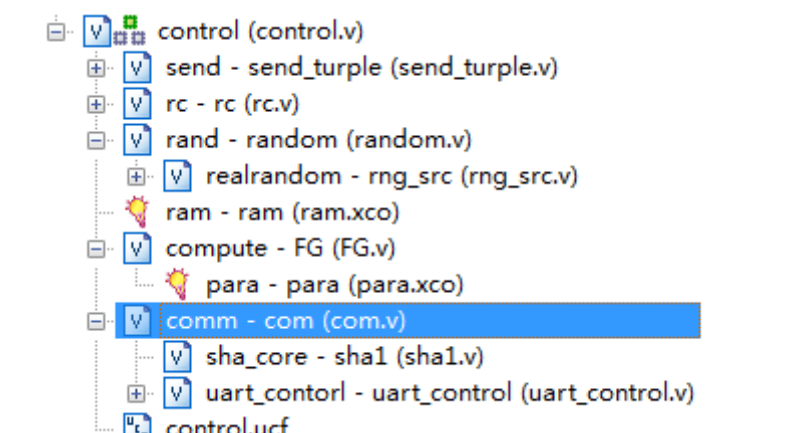 control (control.v)
send - send_turple (send_turple.v)
rc - rc (rc.v)
rand - random (random.v)
realrandom - rng_src (rng_src.v)
ram - ram (ram.xco)
compute - FG (FG.v)
para - para (para.xco)
comm - com (com.v)
sha_core - sha1 (sha1.v)
uart_contorl - uart_control (uart_control.v)
control.ucf